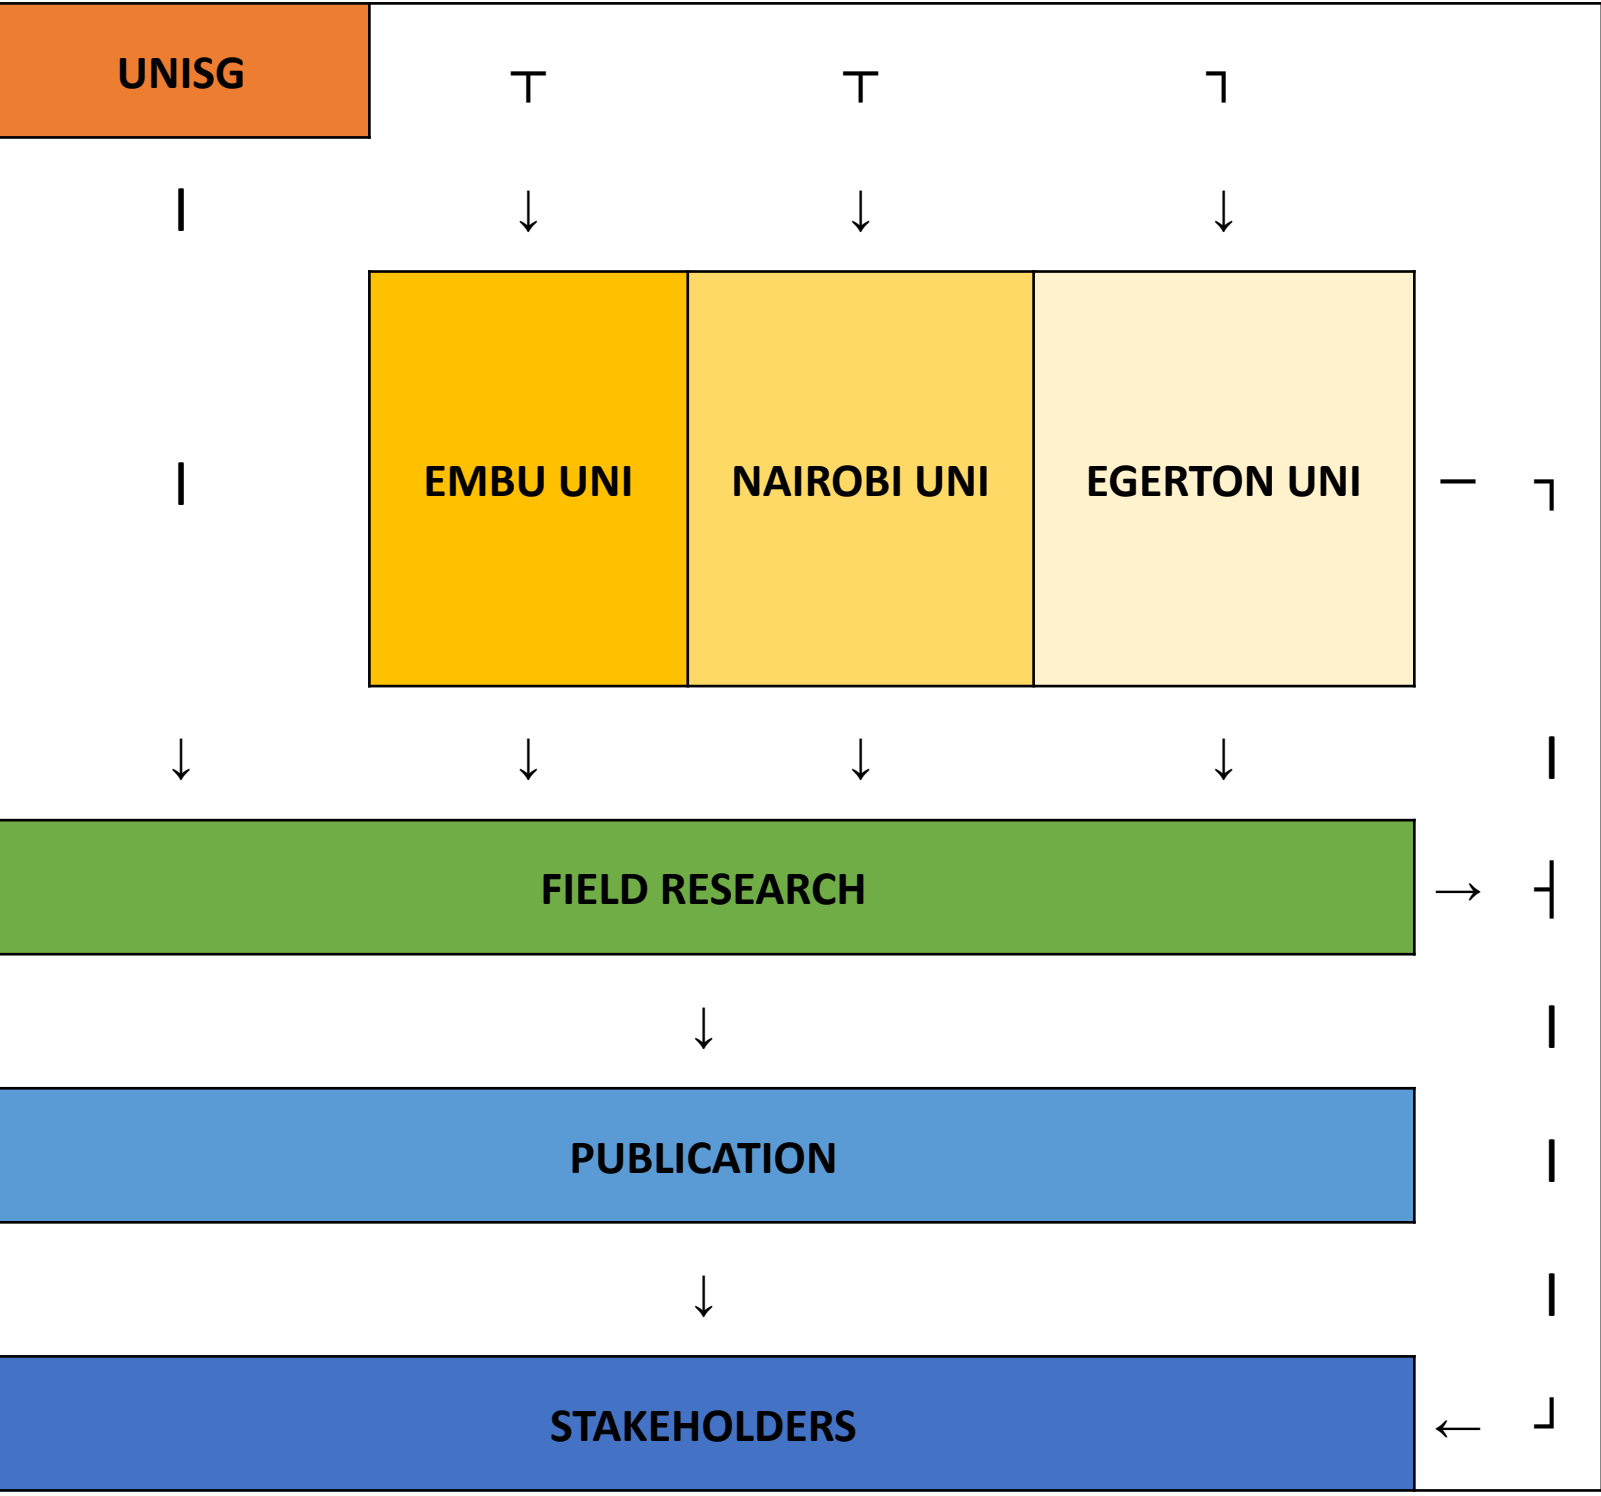 UNISG
┬ ┬ ┐
| ↓ ↓ ↓
| EMBU UNI NAIROBI UNI EGERTON UNI — ┐
↓ ↓ ↓ ↓ |
FIELD RESEARCH → ┤
↓ |
PUBLICATION |
↓ |
STAKEHOLDERS ← ┘